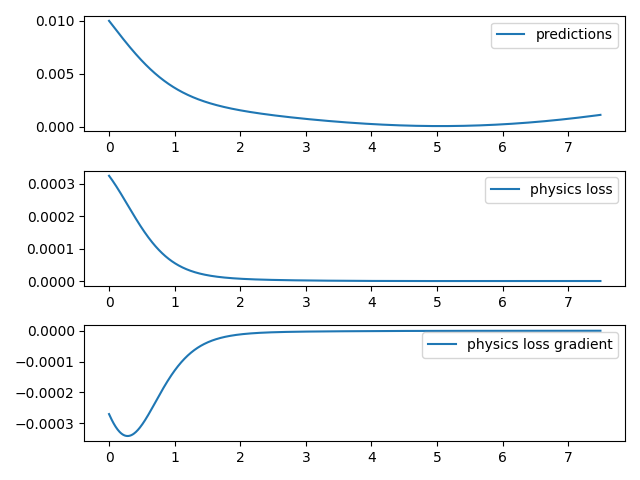 0.010
0.005
0.000
predictions
0 1 2 3 4 5 6 7
0.0003
0.0002
0.0001
0.0000
physics loss
0 1 2 3 4 5 6 7
0.0000
−0.0001
−0.0002
−0.0003
physics loss gradient
0 1 2 3 4 5 6 7